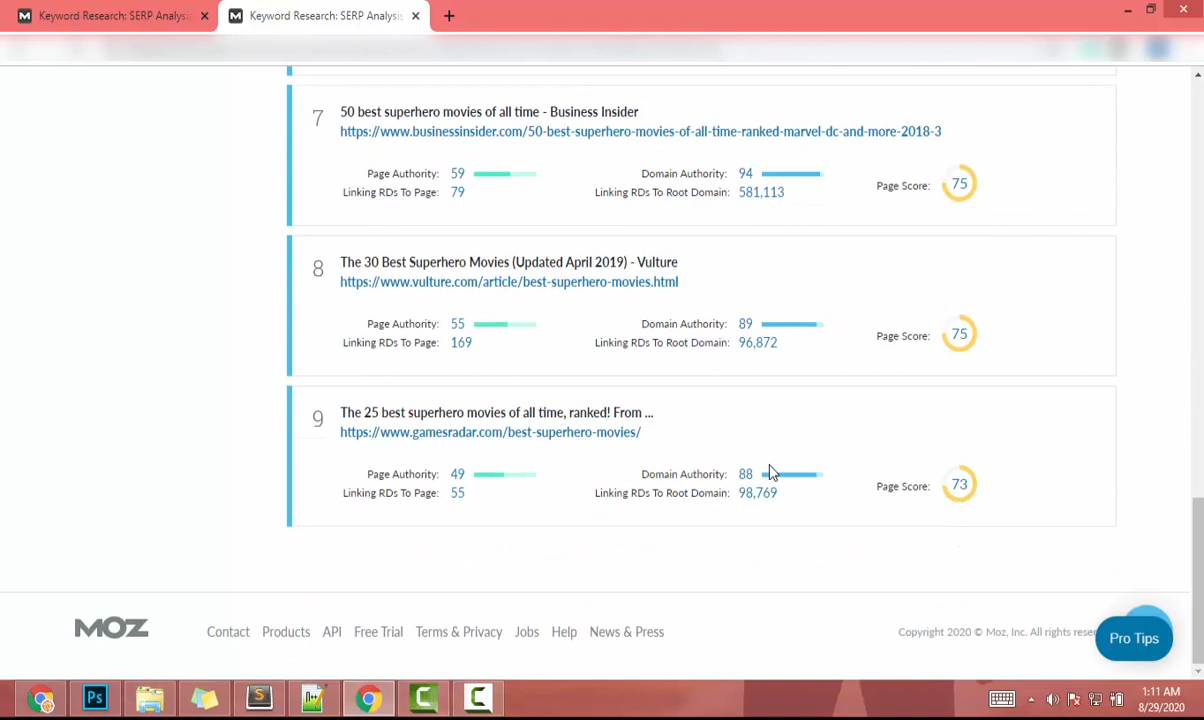 Keyword Research: SERP Analys
Keyword Research: SERP Analysis
7
50 best superhero movies of all time - Business Insider
https://www.businessinsider.com/50-best-superhero-movies-of-all-time-ranked-marvel-dc-and-more-2018-3
Page Authority: 59
Domain Authority: 94
Linking RDs To Page: 79
Linking RDs To Root Domain: 581,113
Page Score: 75
8
The 30 Best Superhero Movies (Updated April 2019) - Vulture
https://www.vulture.com/article/best-superhero-movies.html
Page Authority: 55
Domain Authority: 89
Linking RDs To Page: 169
Linking RDs To Root Domain: 96,872
Page Score: 75
9
The 25 best superhero movies of all time, ranked! From ...
https://www.gamesradar.com/best-superhero-movies/
Page Authority: 49
Domain Authority: 88
Linking RDs To Page: 55
Linking RDs To Root Domain: 98,769
Page Score: 73
MOZ
Contact Products API Free Trial Terms & Privacy Jobs Help News & Press
Copyright 2020 © Moz, Inc. All rights reser
Pro Tips
Ps
S
1:11 AM
8/29/2020